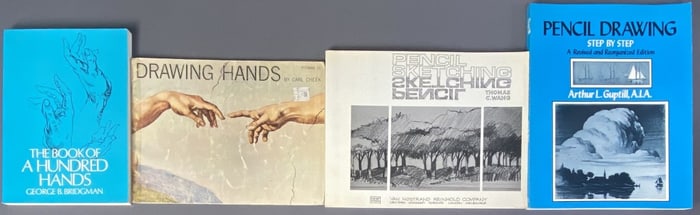 THE BOOK OF
A HUNDRED
HANDS
GEORGE B. BRIDGMAN
DRAWING HANDS
BY CARL CHEEK
PENCIL
SKETCHING
SKETCHING
PENCIL
THOMAS
C. WANG
VAN NOSTRAND REINHOLD COMPANY
PENCIL DRAWING
STEP BY STEP
A Revised and Reorganized Edition
Arthur L. Guptill, A.I.A.